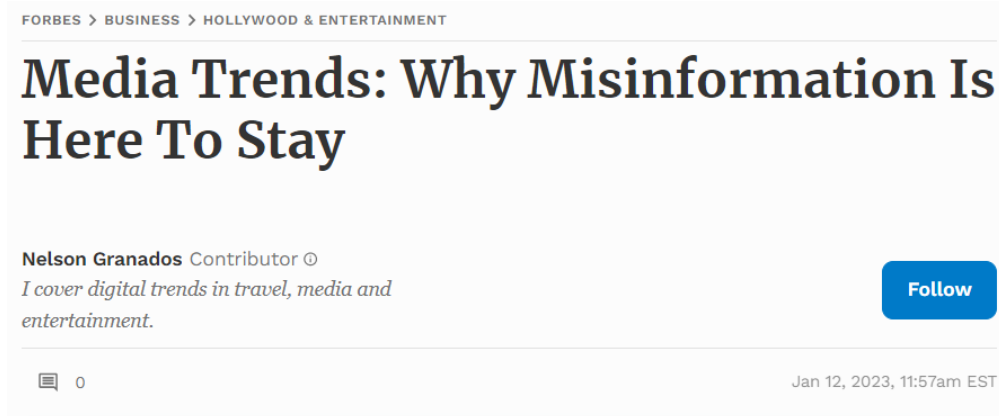 FORBES > BUSINESS > HOLLYWOOD & ENTERTAINMENT
Media Trends: Why Misinformation Is
Here To Stay
Nelson Granados Contributor
I cover digital trends in travel, media and
entertainment.
Follow
0
Jan 12, 2023, 11:57am EST